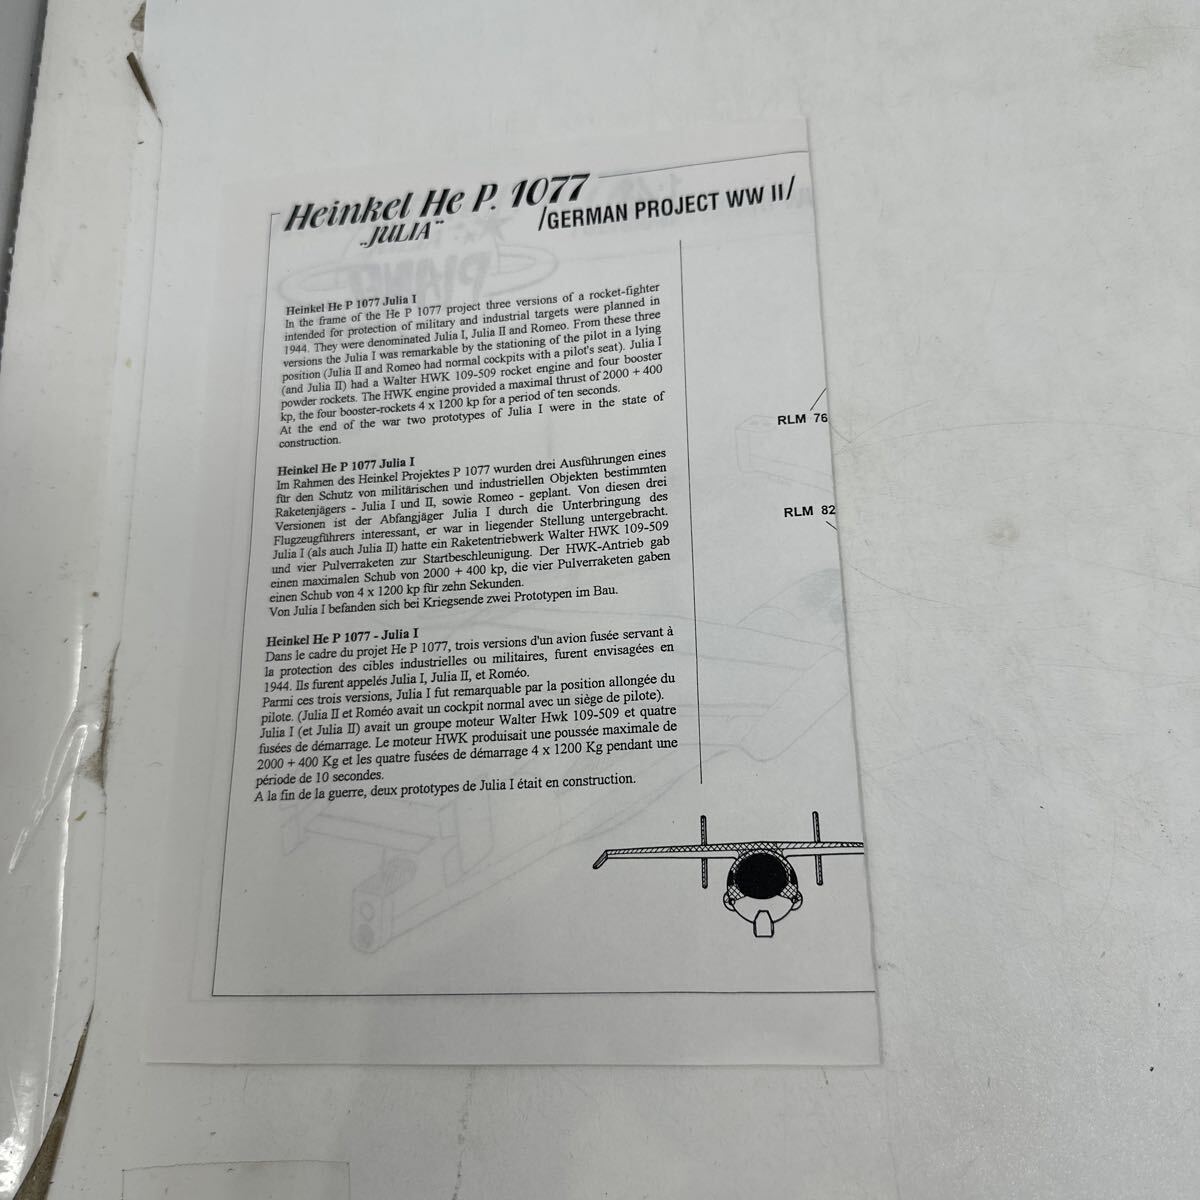 Heinkel He P. 1077
„JULIA“
/GERMAN PROJECT WW II/
Heinkel He P 1077 Julia I
In the frame of the He P 1077 project three versions of a rocket-fighter
intended for protection of military and industrial targets were planned in
1944. They were denominated Julia I, Julia II and Romeo. From these three
versions the Julia I was remarkable by the stationing of the pilot in a lying
position (Julia II and Romeo had normal cockpits with a pilot's seat). Julia I
(and Julia II) had a Walter HWK 109-509 rocket engine and four booster
powder rockets. The HWK engine provided a maximal thrust of 2000 + 400
kp, the four booster-rockets 4 x 1200 kp for a period of ten seconds.
At the end of the war two prototypes of Julia I were in the state of
construction.
Heinkel He P 1077 Julia I
Im Rahmen des Heinkel Projektes P 1077 wurden drei Ausführungen eines
für den Schutz von militärischen und industriellen Objekten bestimmten
Raketenjägers - Julia I und II, sowie Romeo - geplant. Von diesen drei
Versionen ist der Abfangjäger Julia I durch die Unterbringung des
Flugzeugführers interessant, er war in liegender Stellung untergebracht.
Julia I (als auch Julia II) hatte ein Raketentriebwerk Walter HWK 109-509
und vier Pulverraketen zur Startbeschleunigung. Der HWK-Antrieb gab
einen maximalen Schub von 2000 + 400 kp, die vier Pulverraketen gaben
einen Schub von 4 x 1200 kp für zehn Sekunden.
Von Julia I befanden sich bei Kriegsende zwei Prototypen im Bau.
Heinkel He P 1077 - Julia I
Dans le cadre du projet He P 1077, trois versions d'un avion fusée servant à
la protection des cibles industrielles ou militaires, furent envisagées en
1944. Ils furent appelés Julia I, Julia II, et Roméo.
Parmi ces trois versions, Julia I fut remarquable par la position allongée du
pilote. (Julia II et Roméo avait un cockpit normal avec un siège de pilote).
Julia I (et Julia II) avait un groupe moteur Walter Hwk 109-509 et quatre
fusées de démarrage. Le moteur HWK produisait une poussée maximale de
2000 + 400 Kg et les quatre fusées de démarrage 4 x 1200 Kg pendant une
période de 10 secondes.
A la fin de la guerre, deux prototypes de Julia I était en construction.
RLM 76
RLM 82